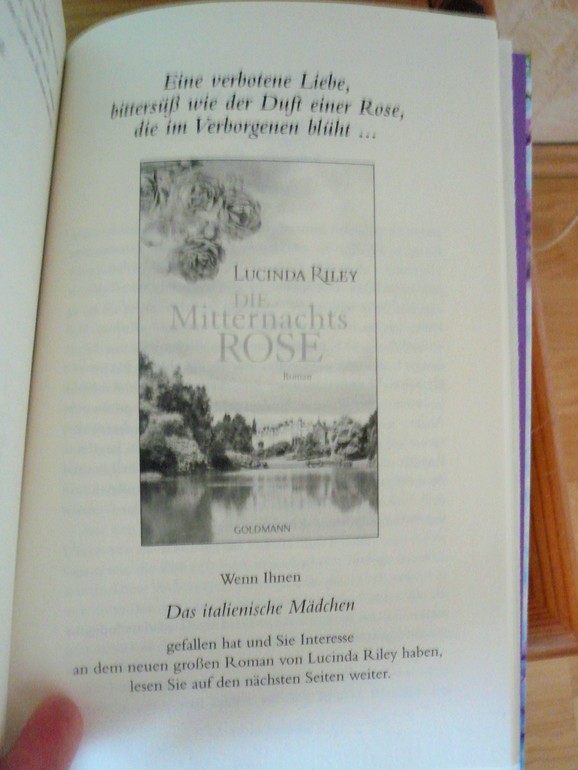 Eine verbotene Liebe,
bittersüß wie der Duft einer Rose,
die im Verborgenen blüht ...
LUCINDA RILEY
DIE
Mitternachts
ROSE
Roman
GOLDMANN
Wenn Ihnen
Das italienische Mädchen
gefallen hat und Sie Interesse
an dem neuen großen Roman von Lucinda Riley haben,
lesen Sie auf den nächsten Seiten weiter.